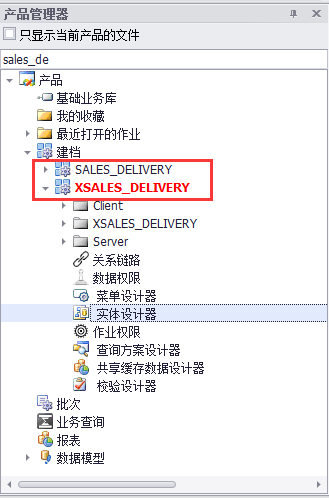 产品管理器
只显示当前产品的文件
sales_de
产品
基础业务库
我的收藏
最近打开的作业
建档
SALES_DELIVERY
XSALES_DELIVERY
Client
XSALES_DELIVERY
Server
关系链路
数据权限
菜单设计器
实体设计器
作业权限
查询方案设计器
共享缓存数据设计器
校验设计器
批次
业务查询
报表
数据模型